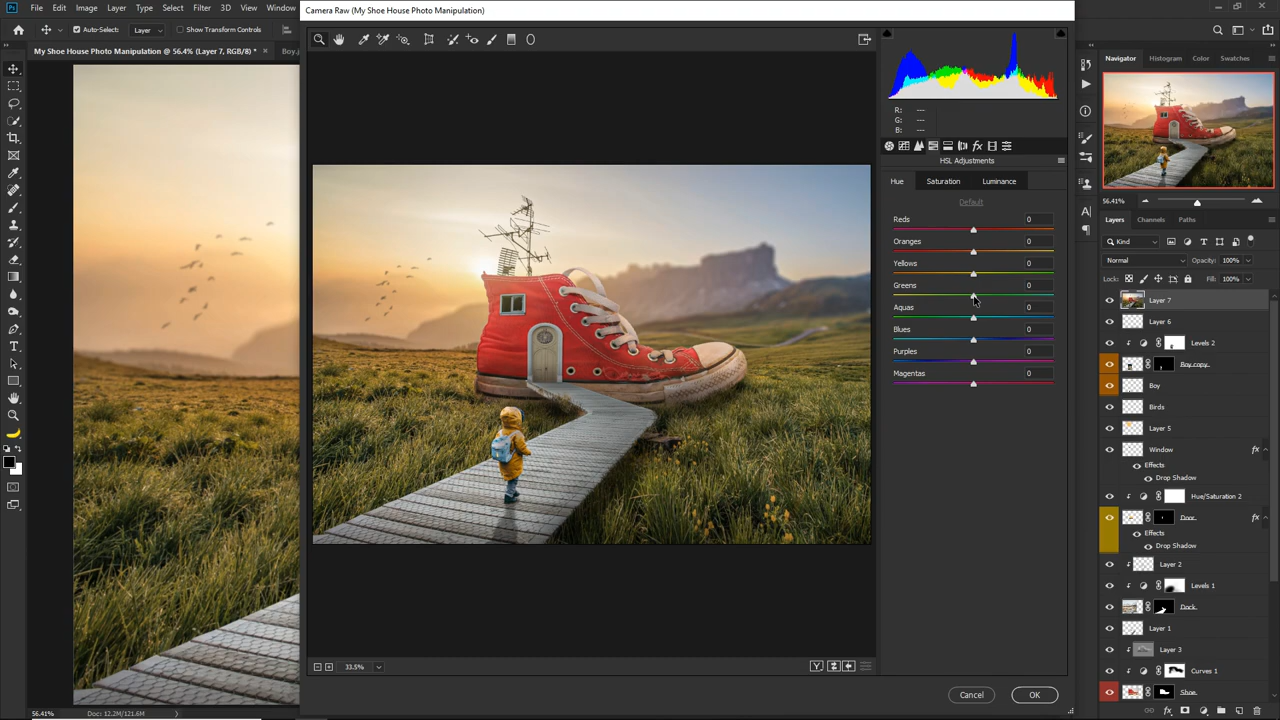 File Edit Image Layer Type Select Filter 3D View Window
Camera Raw (My Shoe House Photo Manipulation)
Auto-Select: Layer Show Transform Controls
My Shoe House Photo Manipulation @ 56.4% (Layer 7, RGB/8) *
Boy.j
R: ---
G: ---
B: ---
HSL Adjustments
Hue Saturation Luminance
Default
Reds 0
Oranges 0
Yellows 0
Greens 0
Aquas 0
Blues 0
Purples 0
Magentas 0
33.5%
Y
Cancel OK
56.41% Doc: 12.2M/121.6M
Navigator Histogram Color Swatches
56.41%
Layers Channels Paths
Kind
Normal Opacity: 100%
Lock: Fill: 100%
Layer 7
Layer 6
Levels 2
Boy copy
Boy
Birds
Layer 5
Window fx
Effects
Drop Shadow
Hue/Saturation 2
Door fx
Effects
Drop Shadow
Layer 2
Levels 1
Dock
Layer 1
Layer 3
Curves 1
Shoe